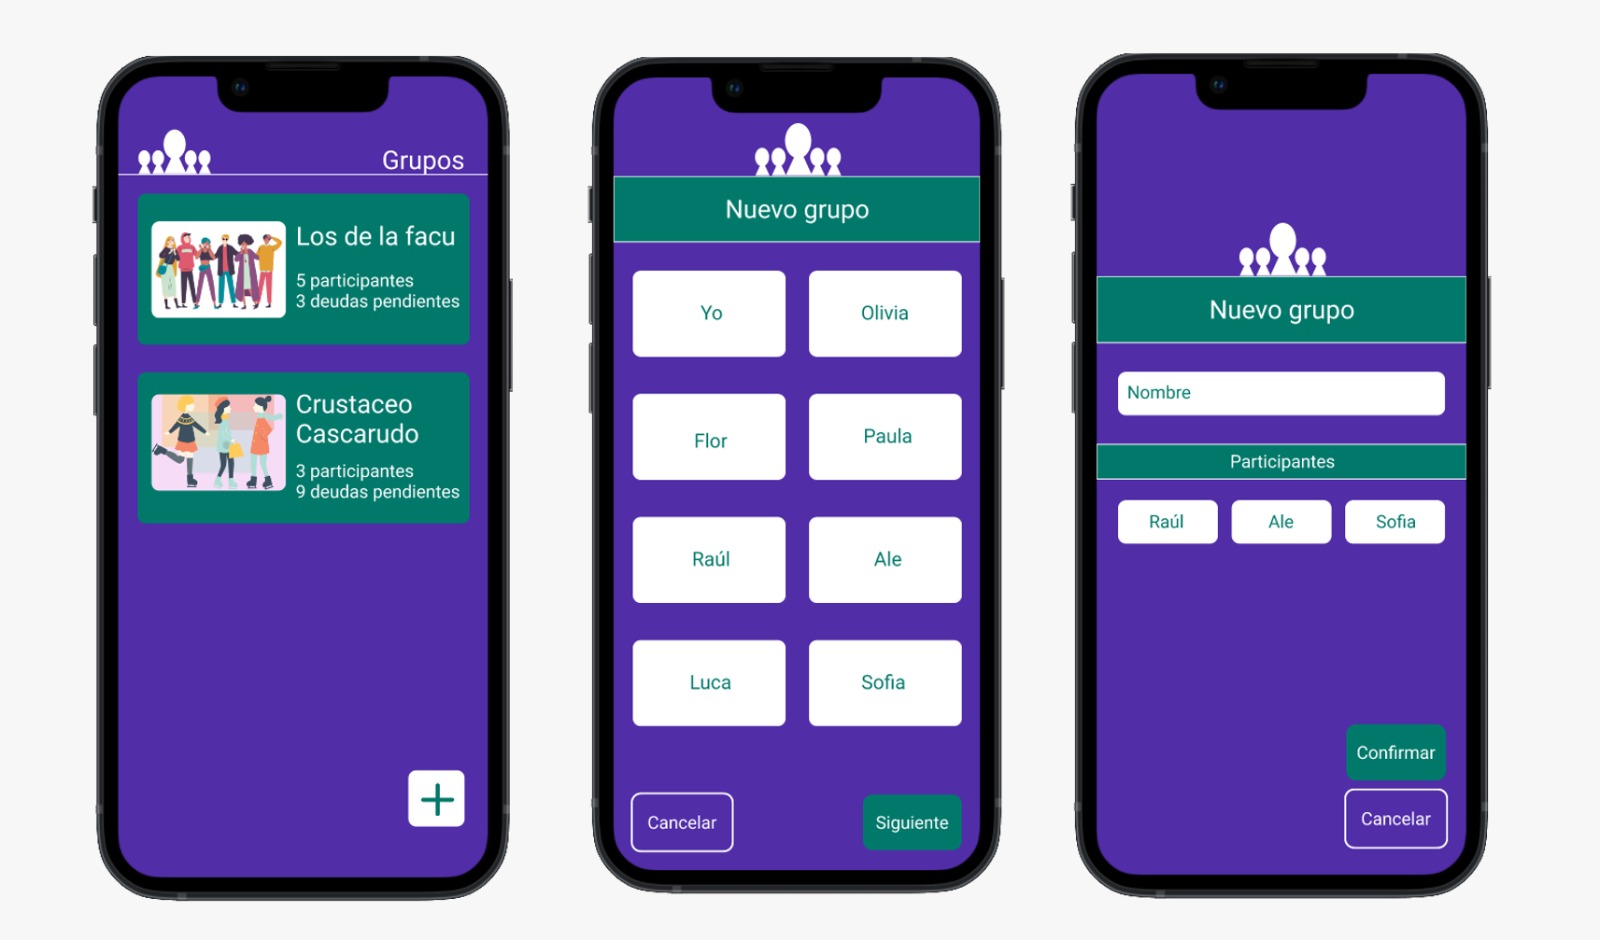 Grupos
Los de la facu
5 participantes
3 deudas pendientes
Crustaceo
Cascarudo
3 participantes
9 deudas pendientes
Nuevo grupo
Yo
Olivia
Flor
Paula
Raúl
Ale
Luca
Sofia
Cancelar
Siguiente
Nuevo grupo
Nombre
Participantes
Raúl
Ale
Sofia
Confirmar
Cancelar